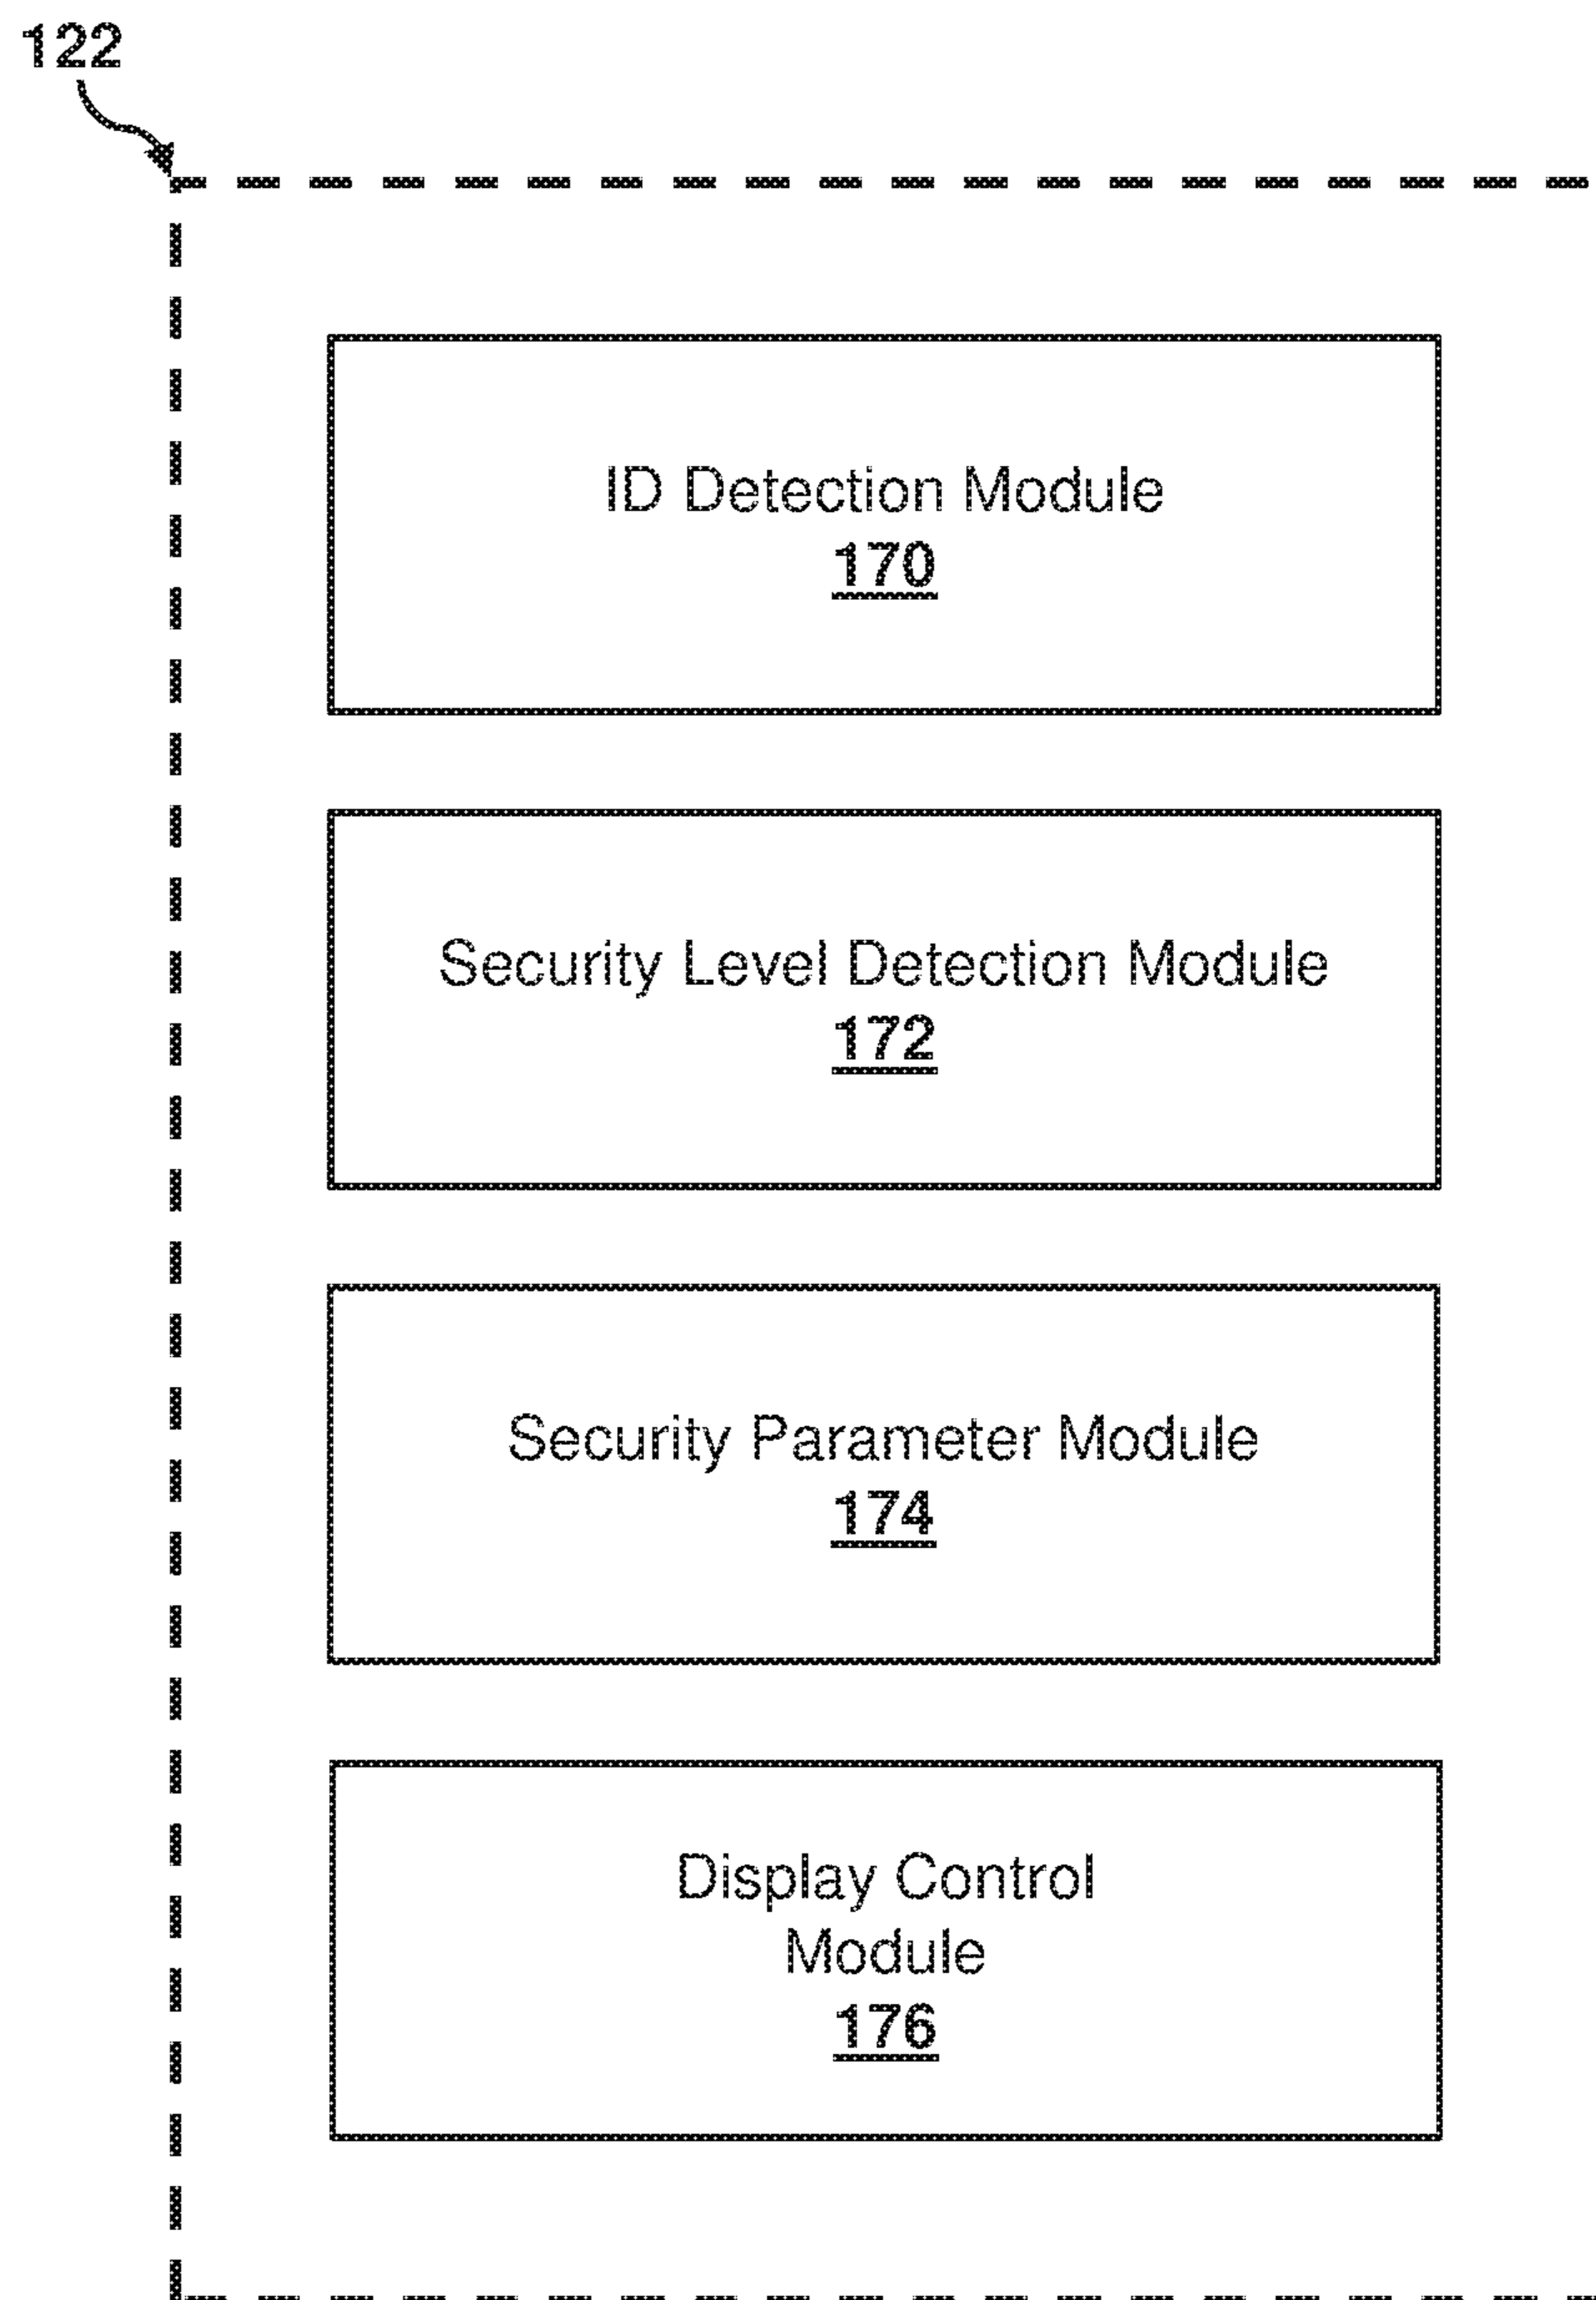 122
ID Detection Module
170
Security Level Detection Module
172
Security Parameter Module
174
Display Control
Module
176